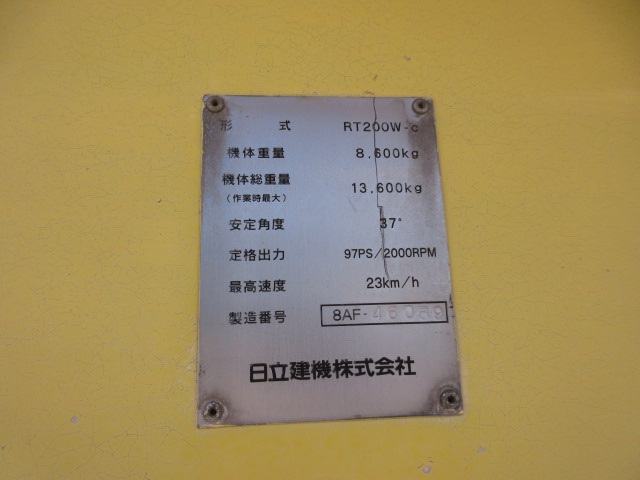 形式 RT200W-c
機体重量 8,600kg
機体総重量 13,600kg
(作業時最大)
安定角度 37°
定格出力 97PS/2000RPM
最高速度 23km/h
製造番号 8AF-
日立建機株式会社